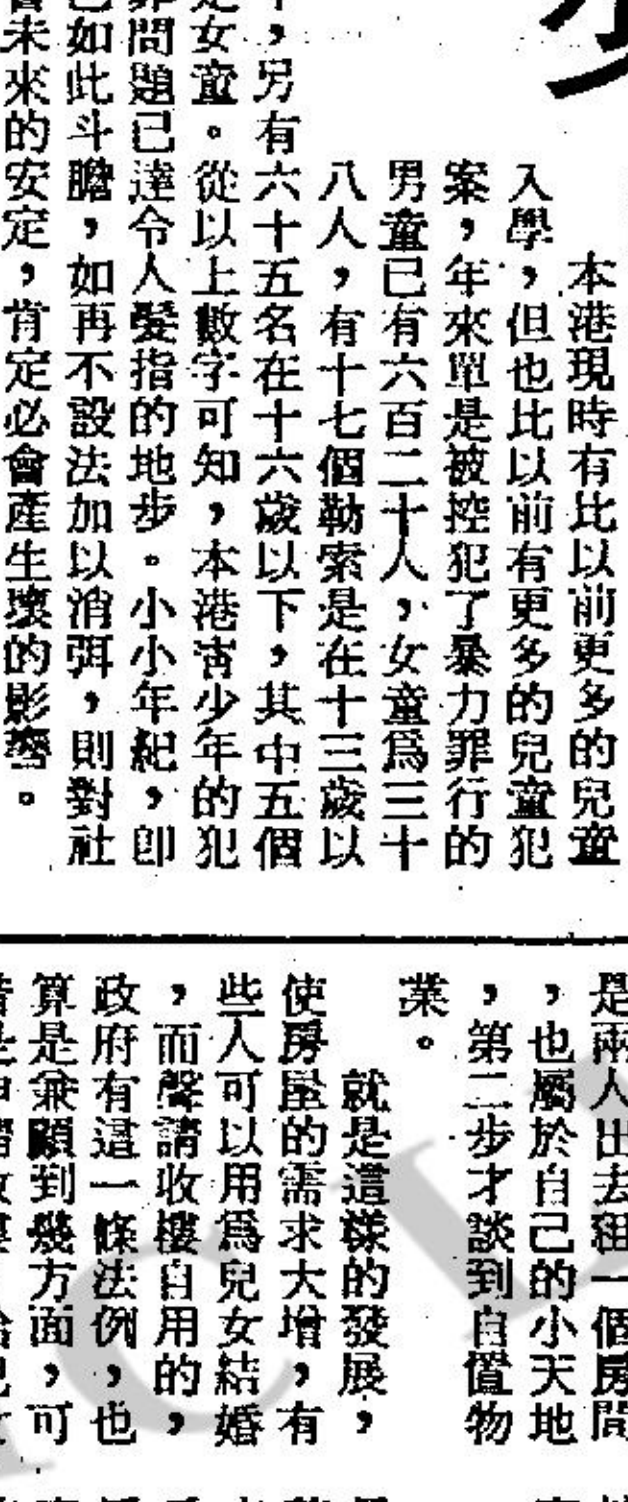 本港現時有比以前更多的兒童
入學，但也比以前有更多的兒童犯
案，年來單是被控犯了暴力罪行的
男童已有六百二十人，女童爲三十
八人，有十七個勒索是在十三歲以
，另有六十五名在十六歲以下，其中五個
是女童。從以上數字可知，本港靑少年的犯
罪問題已達令人髮指的地步。小小年紀，卽
已如此斗膽，如再不設法加以消弭，則對社
會未來的安定，肯定必會產生壞的影響。
是兩人出去租一個房間
，也屬於自己的小天地
，第二步才談到自置物
業。
就是這樣的發展，
使房屋的需求大增，有
些人可以用爲兒女結婚
，而聲請收樓自用的，
政府有這一條法例，也
算是兼顧到幾方面，可